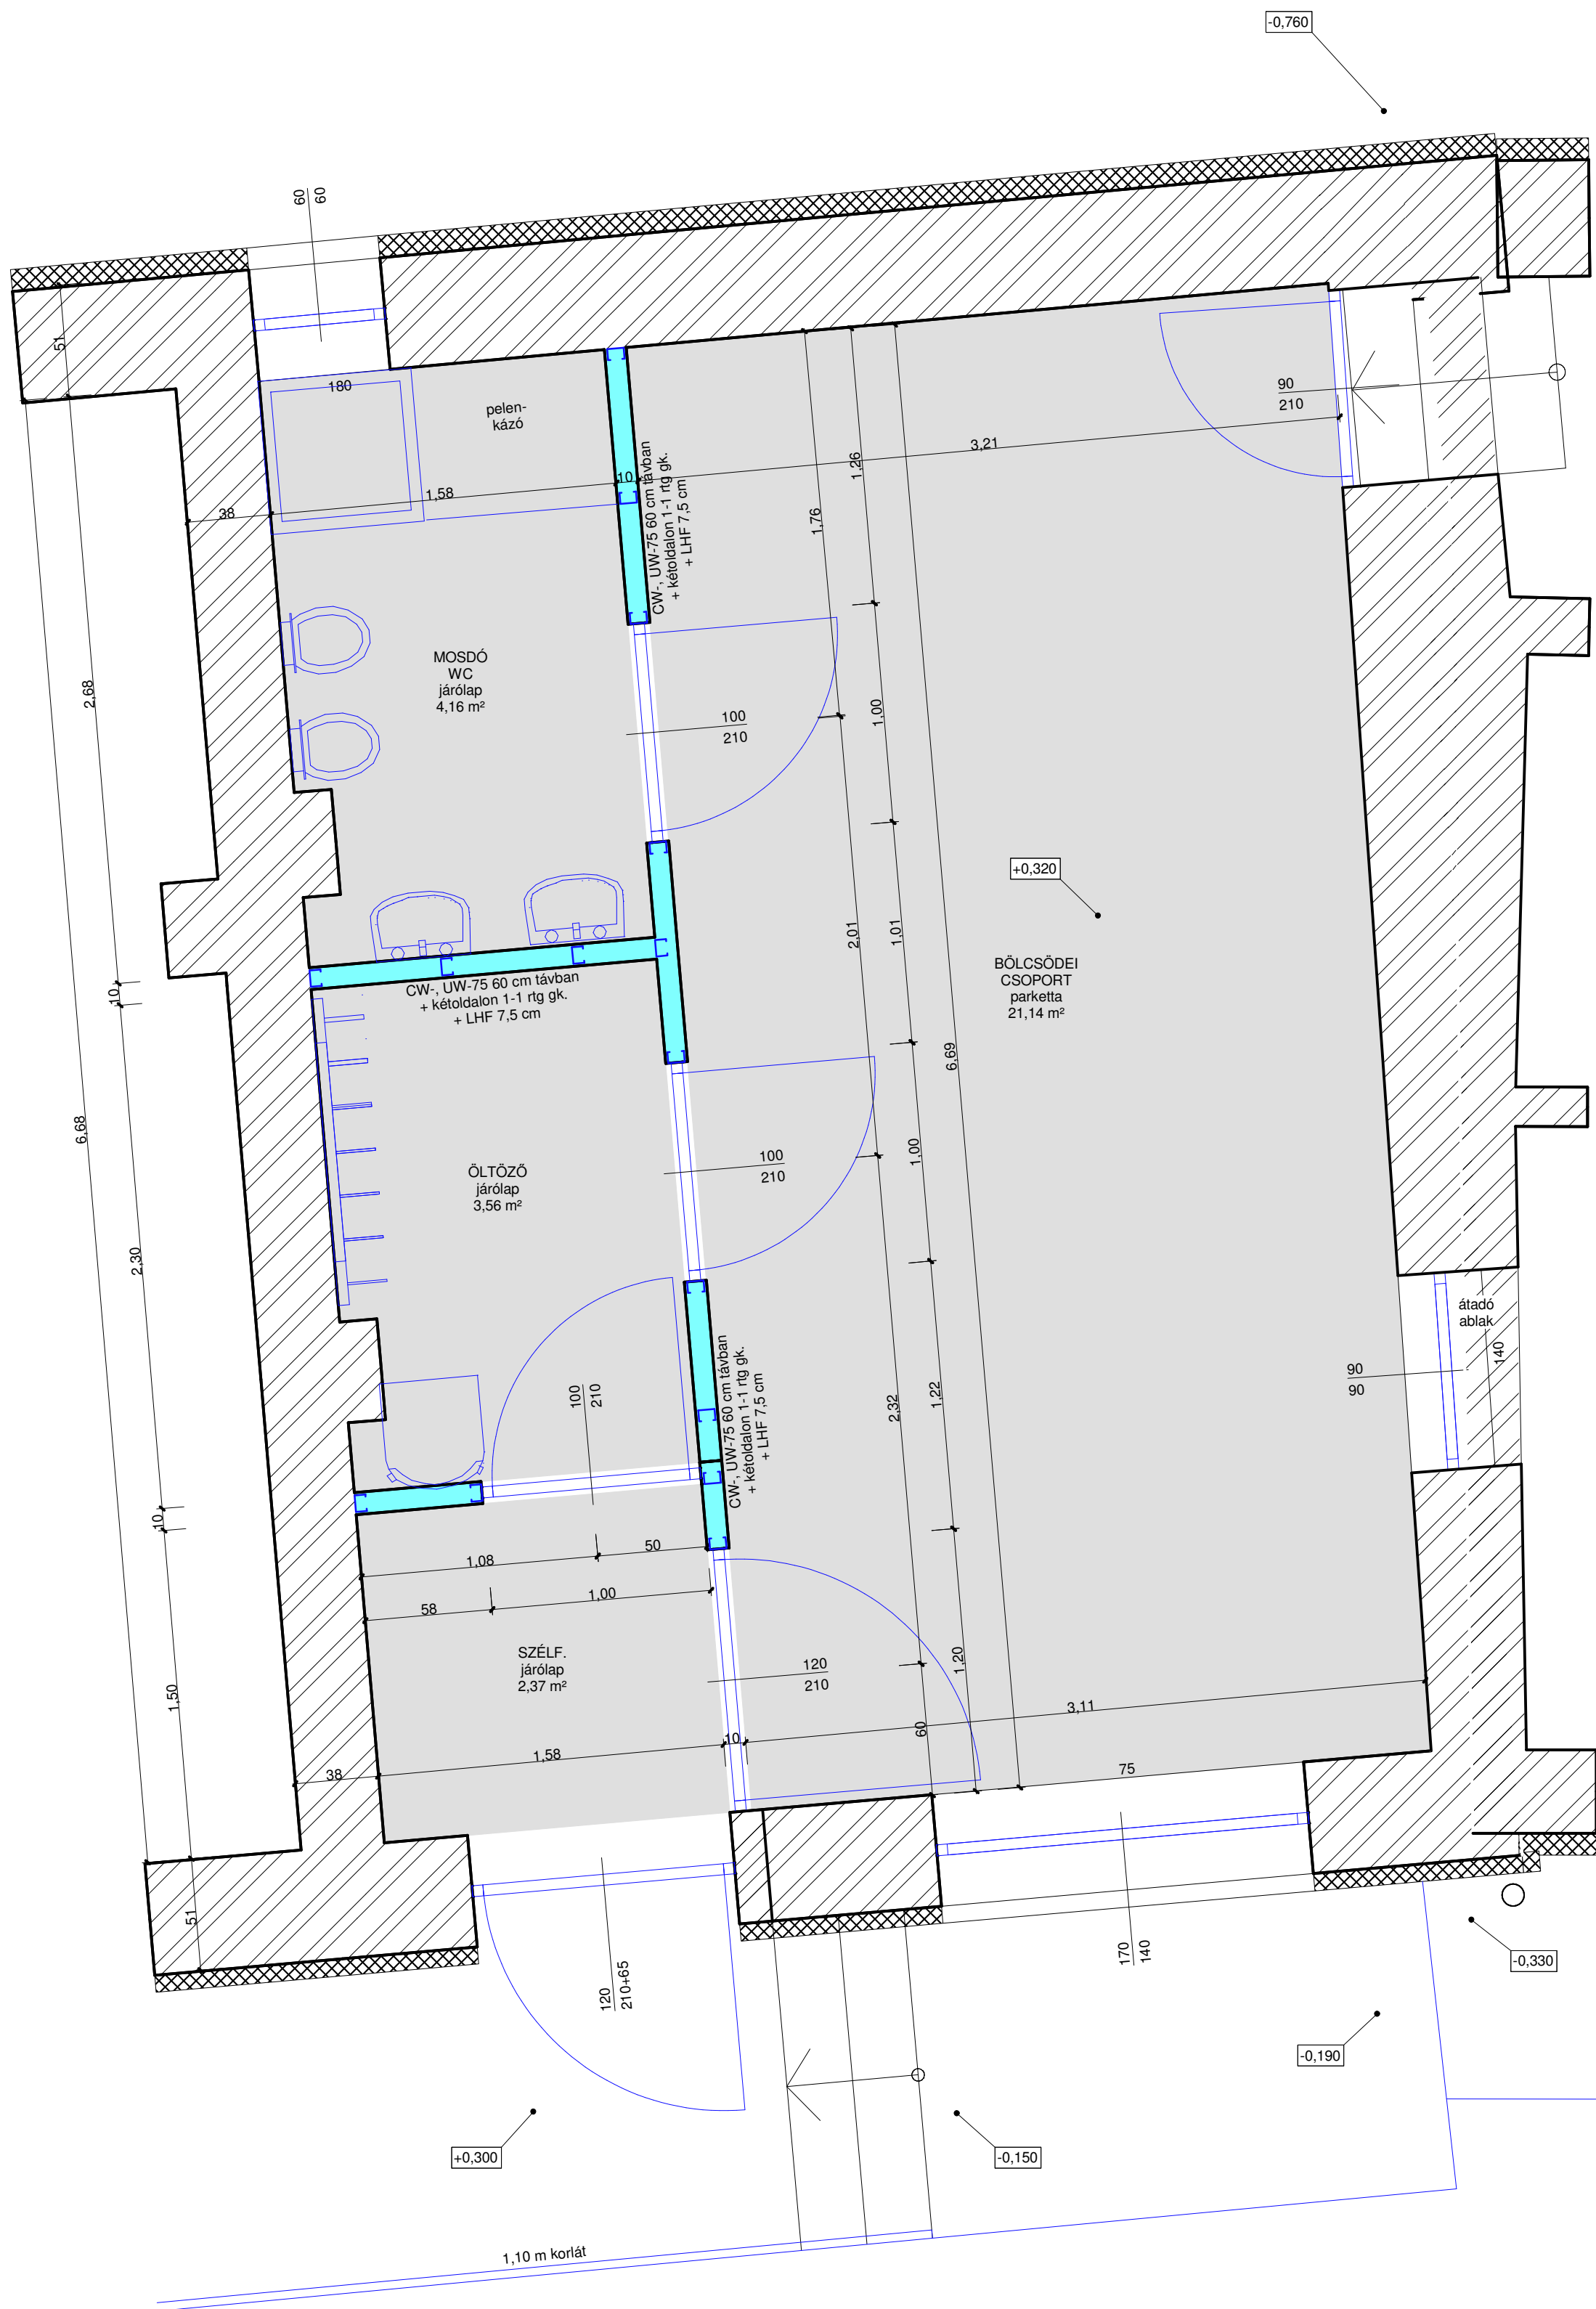 -0,760
60
60
51
180
pelen-
kázó
90
210
3,21
10
1,58
38
1,26
1,76
CW-, UW-75 60 cm távban
+ kétoldalon 1-1 rtg gk.
+ LHF 7,5 cm
MOSDÓ
WC
járólap
4,16 m²
2,68
100
210
1,00
+0,320
2,01
1,01
BÖLCSÖDEI
CSOPORT
parketta
21,14 m²
CW-, UW-75 60 cm távban
+ kétoldalon 1-1 rtg gk.
+ LHF 7,5 cm
10
6,69
6,68
ÖLTÖZŐ
járólap
3,56 m²
100
210
1,00
2,30
átadó
ablak
140
90
90
100
210
CW-, UW-75 60 cm távban
+ kétoldalon 1-1 rtg gk.
+ LHF 7,5 cm
2,32
1,22
10
1,08
50
58
1,00
SZÉLF.
járólap
2,37 m²
120
210
1,20
1,50
3,11
60
10
1,58
38
75
51
120
210+65
170
140
-0,330
-0,190
+0,300
-0,150
1,10 m korlát